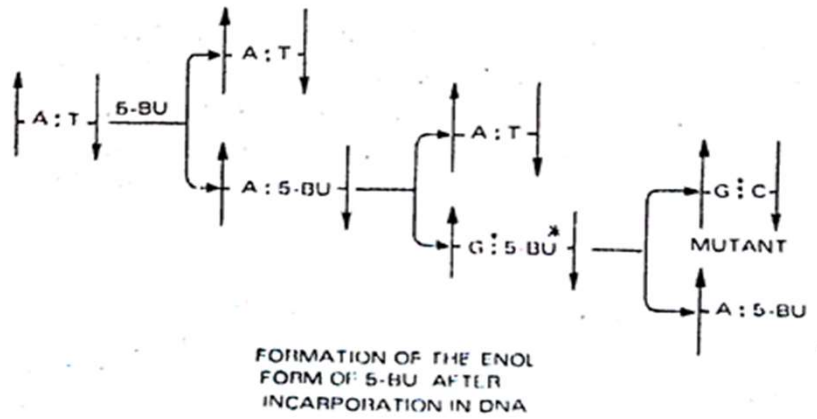 A : T
5-BU
A : T
A : 5-BU
A : T
G ⋮ 5-BU*
G ⋮ C
MUTANT
A : 5-BU
FORMATION OF THE ENOL
FORM OF 5-BU AFTER
INCARPORATION IN DNA